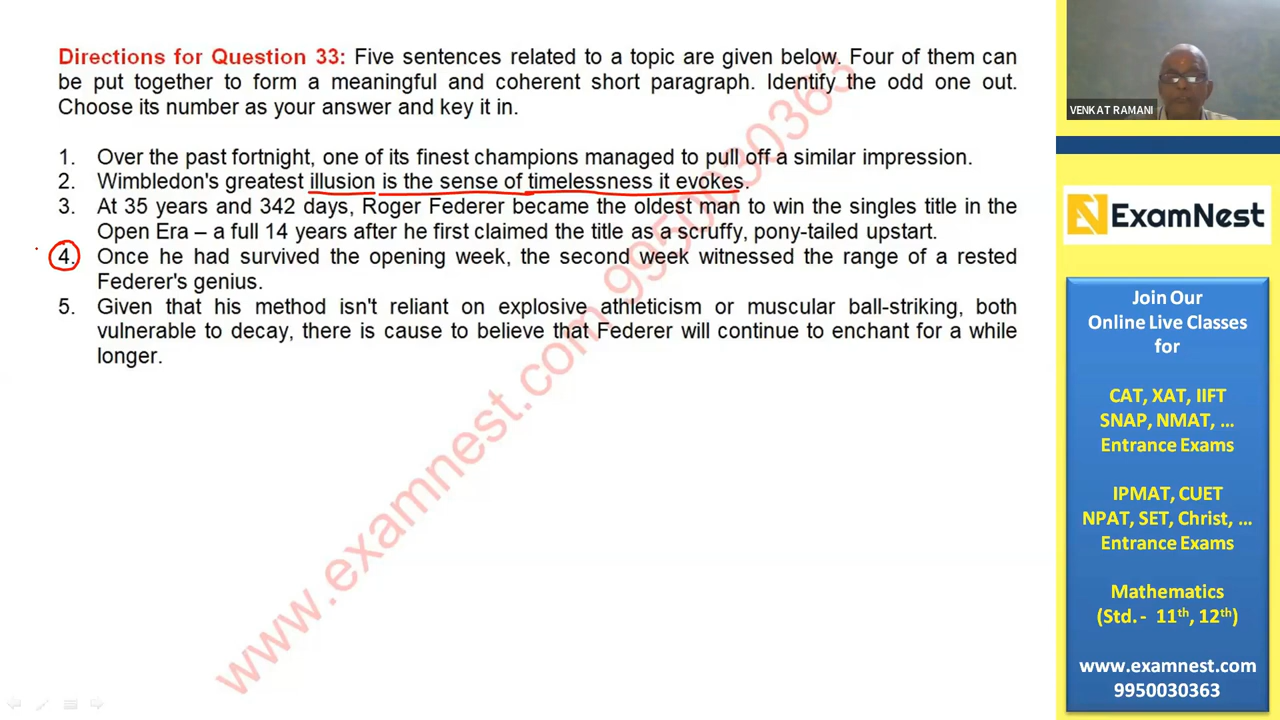 Directions for Question 33: Five sentences related to a topic are given below. Four of them can
be put together to form a meaningful and coherent short paragraph. Identify the odd one out.
Choose its number as your answer and key it in.
1. Over the past fortnight, one of its finest champions managed to pull off a similar impression.
2. Wimbledon's greatest illusion is the sense of timelessness it evokes.
3. At 35 years and 342 days, Roger Federer became the oldest man to win the singles title in the
Open Era – a full 14 years after he first claimed the title as a scruffy, pony-tailed upstart.
4. Once he had survived the opening week, the second week witnessed the range of a rested
Federer's genius.
5. Given that his method isn't reliant on explosive athleticism or muscular ball-striking, both
vulnerable to decay, there is cause to believe that Federer will continue to enchant for a while
longer.
www.examnest.com 9950030363
VENKAT RAMANI
ExamNest
Join Our
Online Live Classes
for
CAT, XAT, IIFT
SNAP, NMAT, ...
Entrance Exams
IPMAT, CUET
NPAT, SET, Christ, ...
Entrance Exams
Mathematics
(Std. - 11th, 12th)
www.examnest.com
9950030363